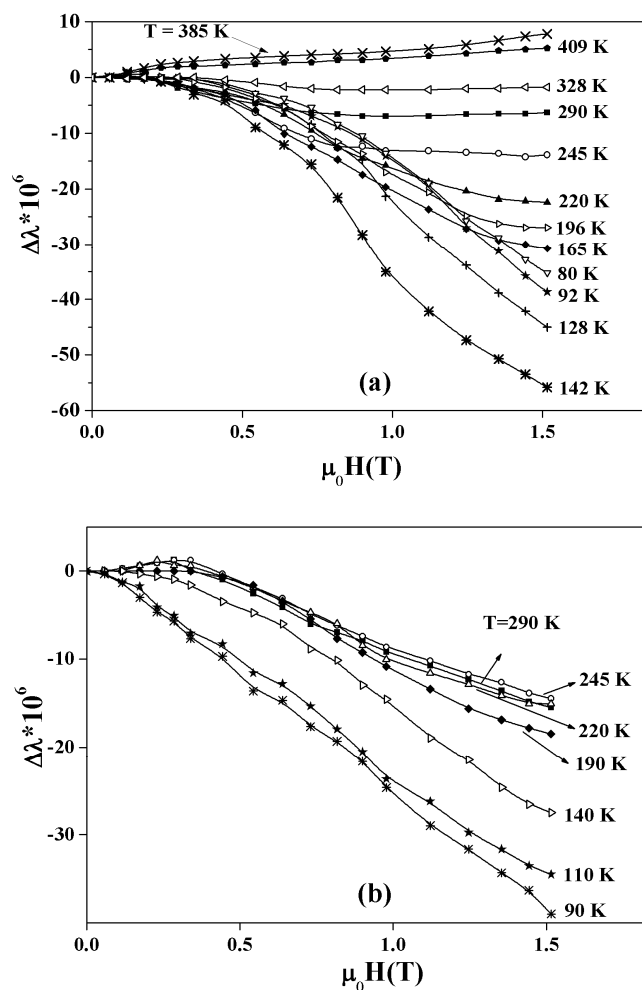 10
T = 385 K
409 K
0
328 K
290 K
-10
245 K
220 K
-20
196 K
165 K
-30
80 K
92 K
-40
128 K
-50
142 K
(a)
-60
0.0 0.5 1.0 1.5
μ₀H(T)
Δλ*10⁶
0
T=290 K
-10
245 K
220 K
190 K
-20
140 K
-30
110 K
(b)
90 K
0.0 0.5 1.0 1.5
μ₀H(T)
Δλ*10⁶